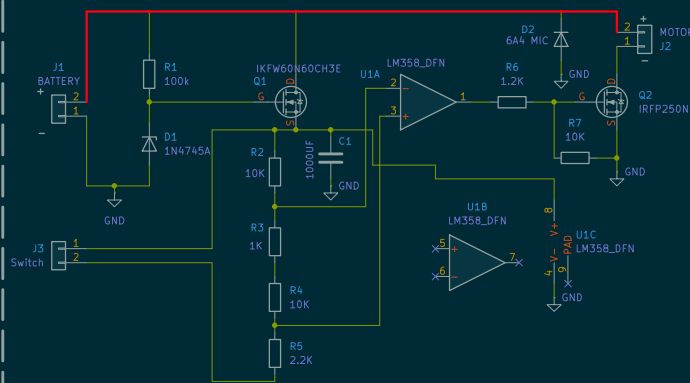 J1
BATTERY
+
2
1
−
R1
100k
D1
1N4745A
GND
IKFW60N60CH3E
Q1
G
D
S
R2
10K
C1
1000UF
GND
R3
1K
R4
10K
R5
2.2K
J3
Switch
1
2
U1A
LM358_DFN
2
−
3
+
1
R6
1.2K
D2
6A4 MIC
GND
+
2
1
MOTOR
J2
−
D
G
S
Q2
IRFP250N
R7
10K
GND
U1B
LM358_DFN
5
+
6
−
7
8
V+
V−
PAD
4
9
U1C
LM358_DFN
GND